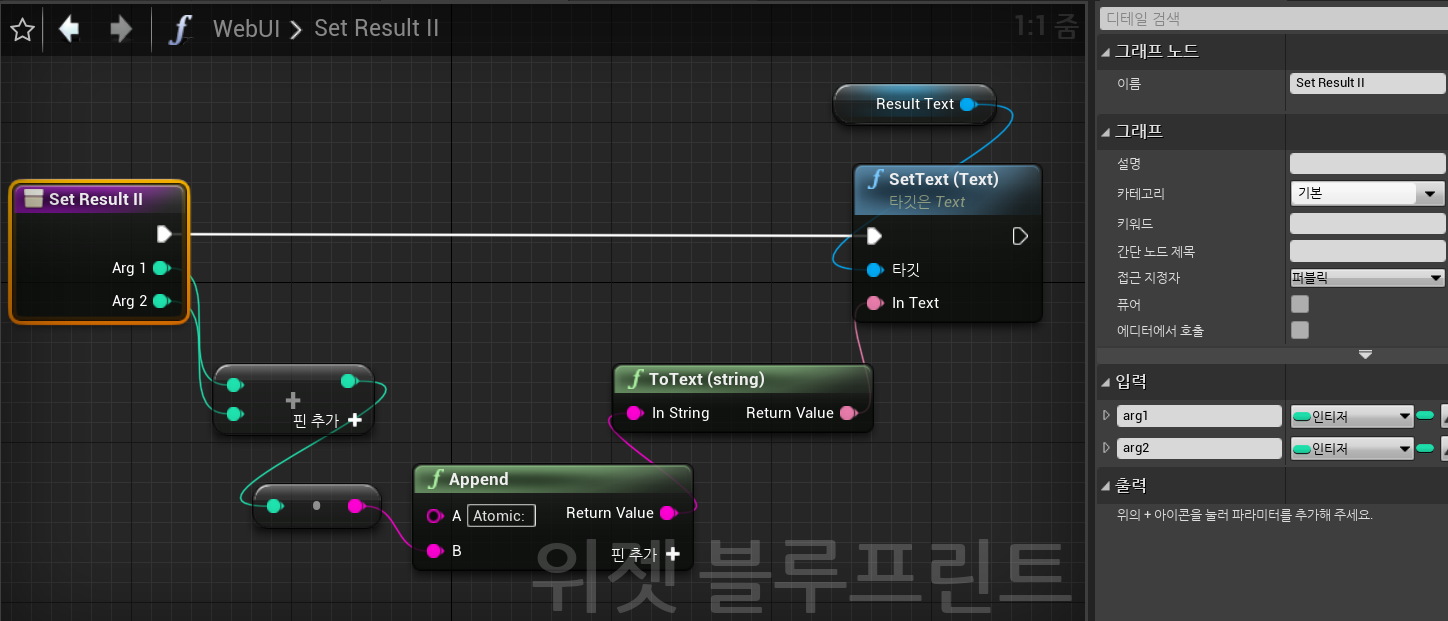 WebUI > Set Result II
1:1 줌
Result Text
SetText (Text)
타깃은 Text
타깃
In Text
Set Result II
Arg 1
Arg 2
+
핀 추가 +
ToText (string)
In String Return Value
Append
A Atomic: Return Value
B 핀 추가 +
위젯 블루프린트
디테일 검색
그래프 노드
이름 Set Result II
그래프
설명
카테고리 기본
키워드
간단 노드 제목
접근 지정자 퍼블릭
퓨어
에디터에서 호출
입력
arg1 인티저
arg2 인티저
출력
위의 + 아이콘을 눌러 파라미터를 추가해 주세요.